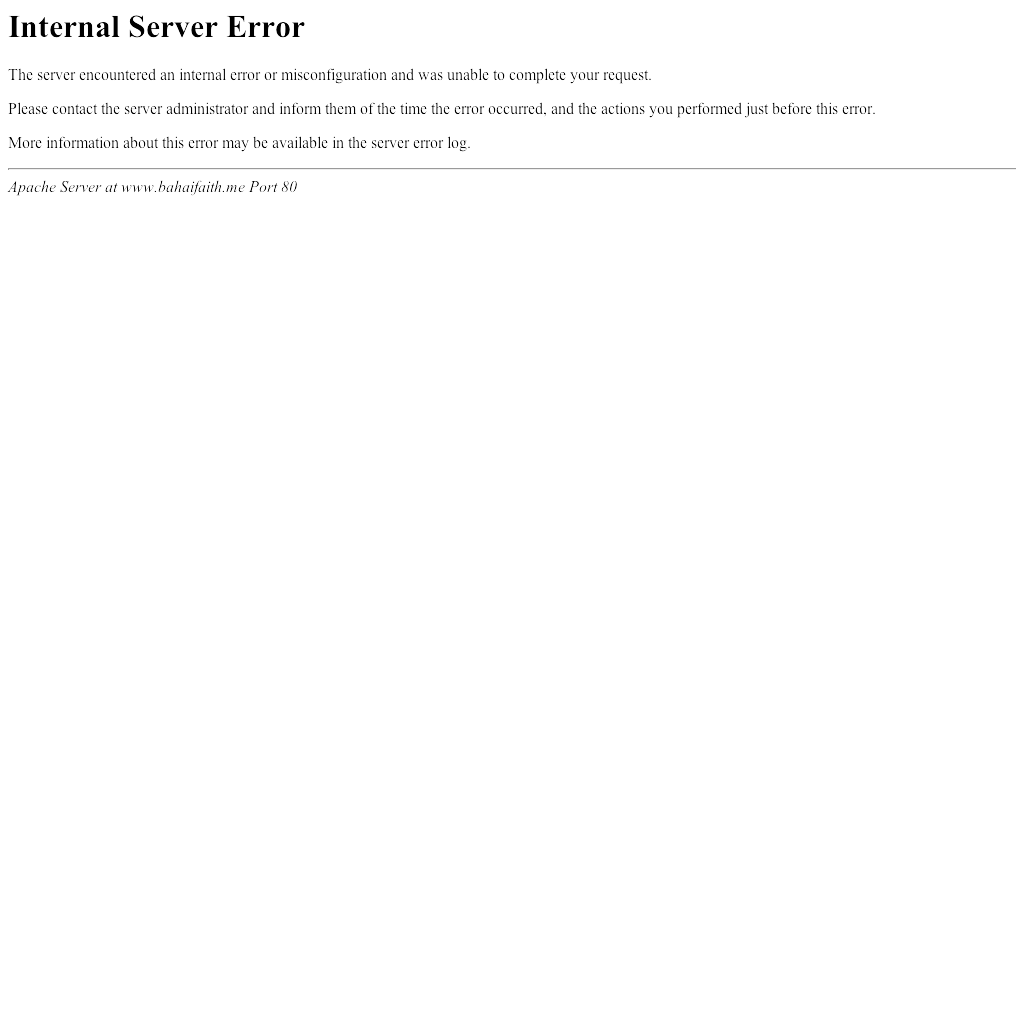 Internal Server Error
The server encountered an internal error or misconfiguration and was unable to complete your request.
Please contact the server administrator and inform them of the time the error occurred, and the actions you performed just before this error.
More information about this error may be available in the server error log.
Apache Server at www.bahaifaith.me Port 80